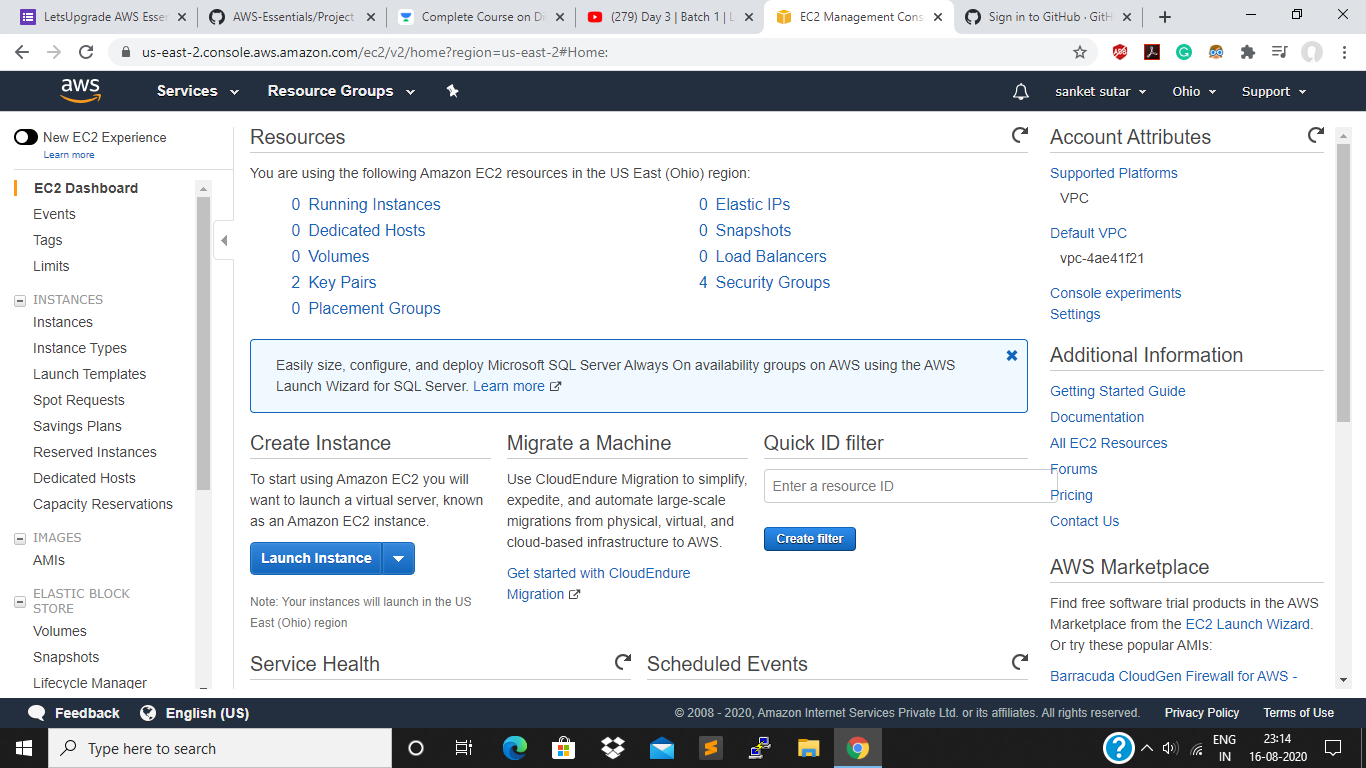 LetsUpgrade AWS Essen
AWS-Essentials/Project
Complete Course on Di
(279) Day 3 | Batch 1 | L
EC2 Management Cons
Sign in to GitHub · GitH
us-east-2.console.aws.amazon.com/ec2/v2/home?region=us-east-2#Home:
aws
Services
Resource Groups
sanket sutar
Ohio
Support
New EC2 Experience
Learn more
EC2 Dashboard
Events
Tags
Limits
INSTANCES
Instances
Instance Types
Launch Templates
Spot Requests
Savings Plans
Reserved Instances
Dedicated Hosts
Capacity Reservations
IMAGES
AMIs
ELASTIC BLOCK
STORE
Volumes
Snapshots
Lifecycle Manager
Resources
You are using the following Amazon EC2 resources in the US East (Ohio) region:
0 Running Instances
0 Elastic IPs
0 Dedicated Hosts
0 Snapshots
0 Volumes
0 Load Balancers
2 Key Pairs
4 Security Groups
0 Placement Groups
Easily size, configure, and deploy Microsoft SQL Server Always On availability groups on AWS using the AWS
Launch Wizard for SQL Server. Learn more
Create Instance
To start using Amazon EC2 you will
want to launch a virtual server, known
as an Amazon EC2 instance.
Launch Instance
Note: Your instances will launch in the US
East (Ohio) region
Migrate a Machine
Use CloudEndure Migration to simplify,
expedite, and automate large-scale
migrations from physical, virtual, and
cloud-based infrastructure to AWS.
Get started with CloudEndure
Migration
Quick ID filter
Enter a resource ID
Create filter
Service Health
Scheduled Events
Account Attributes
Supported Platforms
VPC
Default VPC
vpc-4ae41f21
Console experiments
Settings
Additional Information
Getting Started Guide
Documentation
All EC2 Resources
Forums
Pricing
Contact Us
AWS Marketplace
Find free software trial products in the AWS
Marketplace from the EC2 Launch Wizard.
Or try these popular AMIs:
Barracuda CloudGen Firewall for AWS -
Feedback
English (US)
© 2008 - 2020, Amazon Internet Services Private Ltd. or its affiliates. All rights reserved.
Privacy Policy
Terms of Use
Type here to search
ENG
IN
23:14
16-08-2020